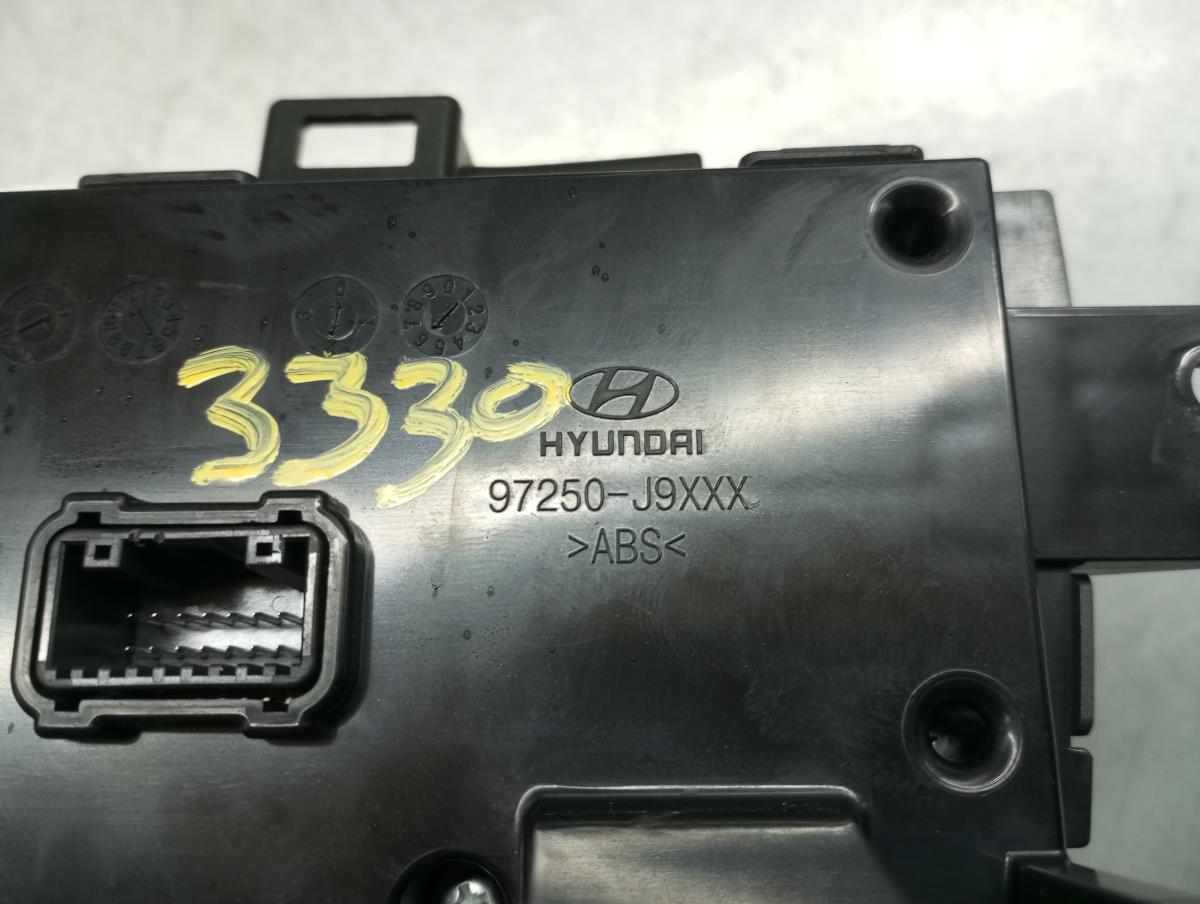 3330
HYUNDAI
97250-J9XXX
>ABS<